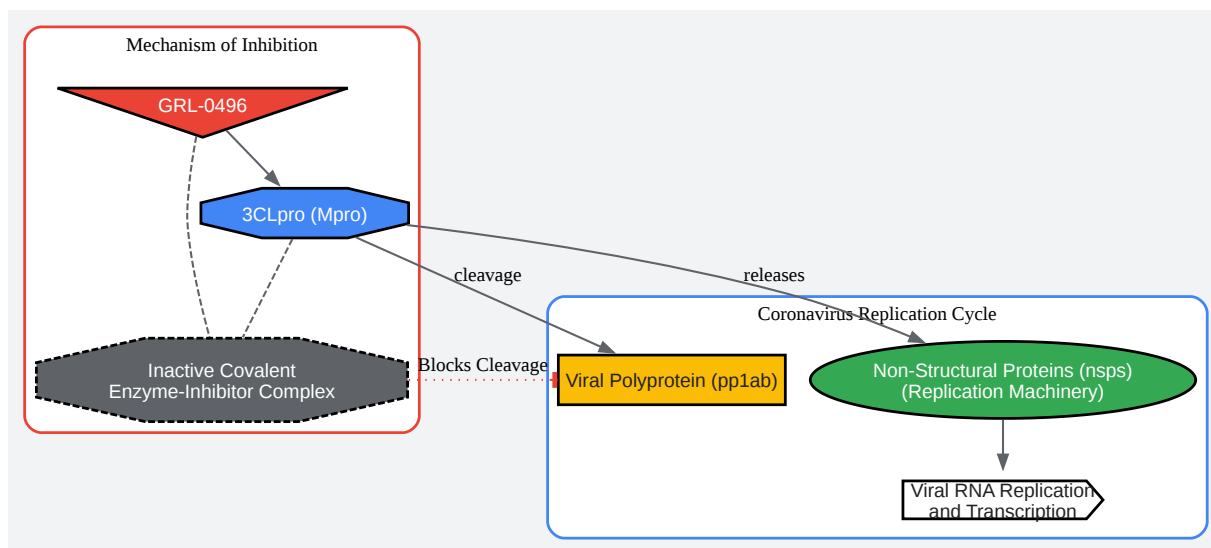 Mechanism of Inhibition
GRL-0496
3CLpro (Mpro)
cleavage
releases
Coronavirus Replication Cycle
Inactive Covalent
Enzyme-Inhibitor Complex
Blocks Cleavage
Viral Polyprotein (pp1ab)
Non-Structural Proteins (nsps)
(Replication Machinery)
Viral RNA Replication
and Transcription